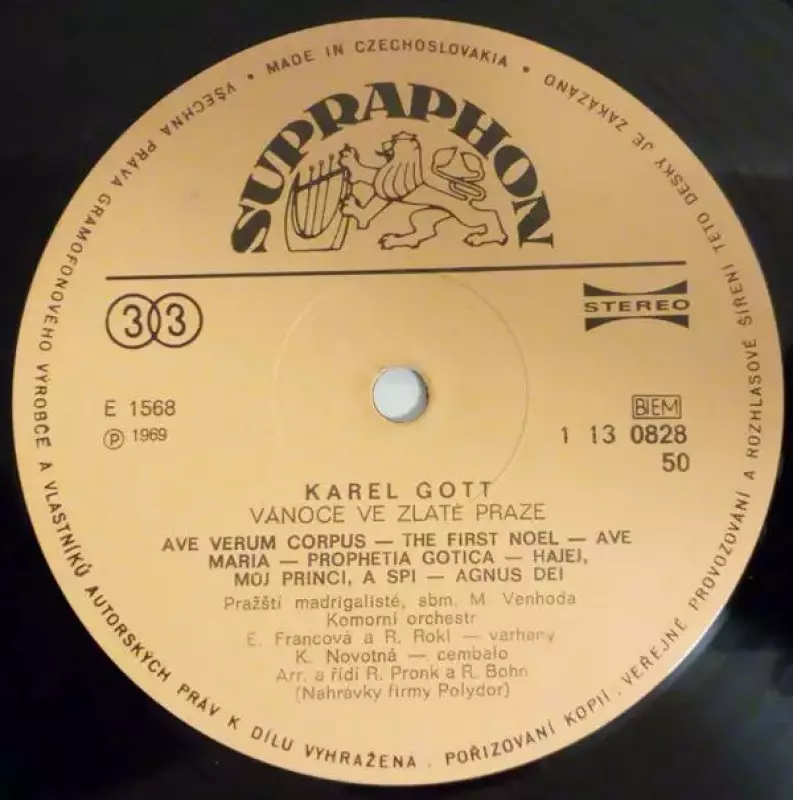 MADE IN CZECHOSLOVAKIA • VŠECHNA PRÁVA GRAMOFONOVÉHO VÝROBCE A VLASTNÍKŮ AUTORSKÝCH PRÁV K DÍLU VYHRAŽENA . POŘIZOVÁNÍ KOPIÍ . VEŘEJNÉ PROVOZOVÁNÍ A ROZHLASOVÉ ŠÍŘENÍ TÉTO DESKY JE ZAKÁZÁNO •
SUPRAPHON
33
STEREO
E 1568
Ⓟ 1969
BIEM
1 13 0828
50
KAREL GOTT
VÁNOCE VE ZLATÉ PRAZE
AVE VERUM CORPUS — THE FIRST NOEL — AVE
MARIA — PROPHETIA GOTICA — HAJEJ,
MŮJ PRINCI, A SPI — AGNUS DEI
Pražští madrigalisté, sbm. M. Venhoda
Komorní orchestr
E. Francová a R. Rokl — varhany
K. Novotná — cembalo
Arr. a řídí R. Pronk a R. Bohn
(Nahrávky firmy Polydor)